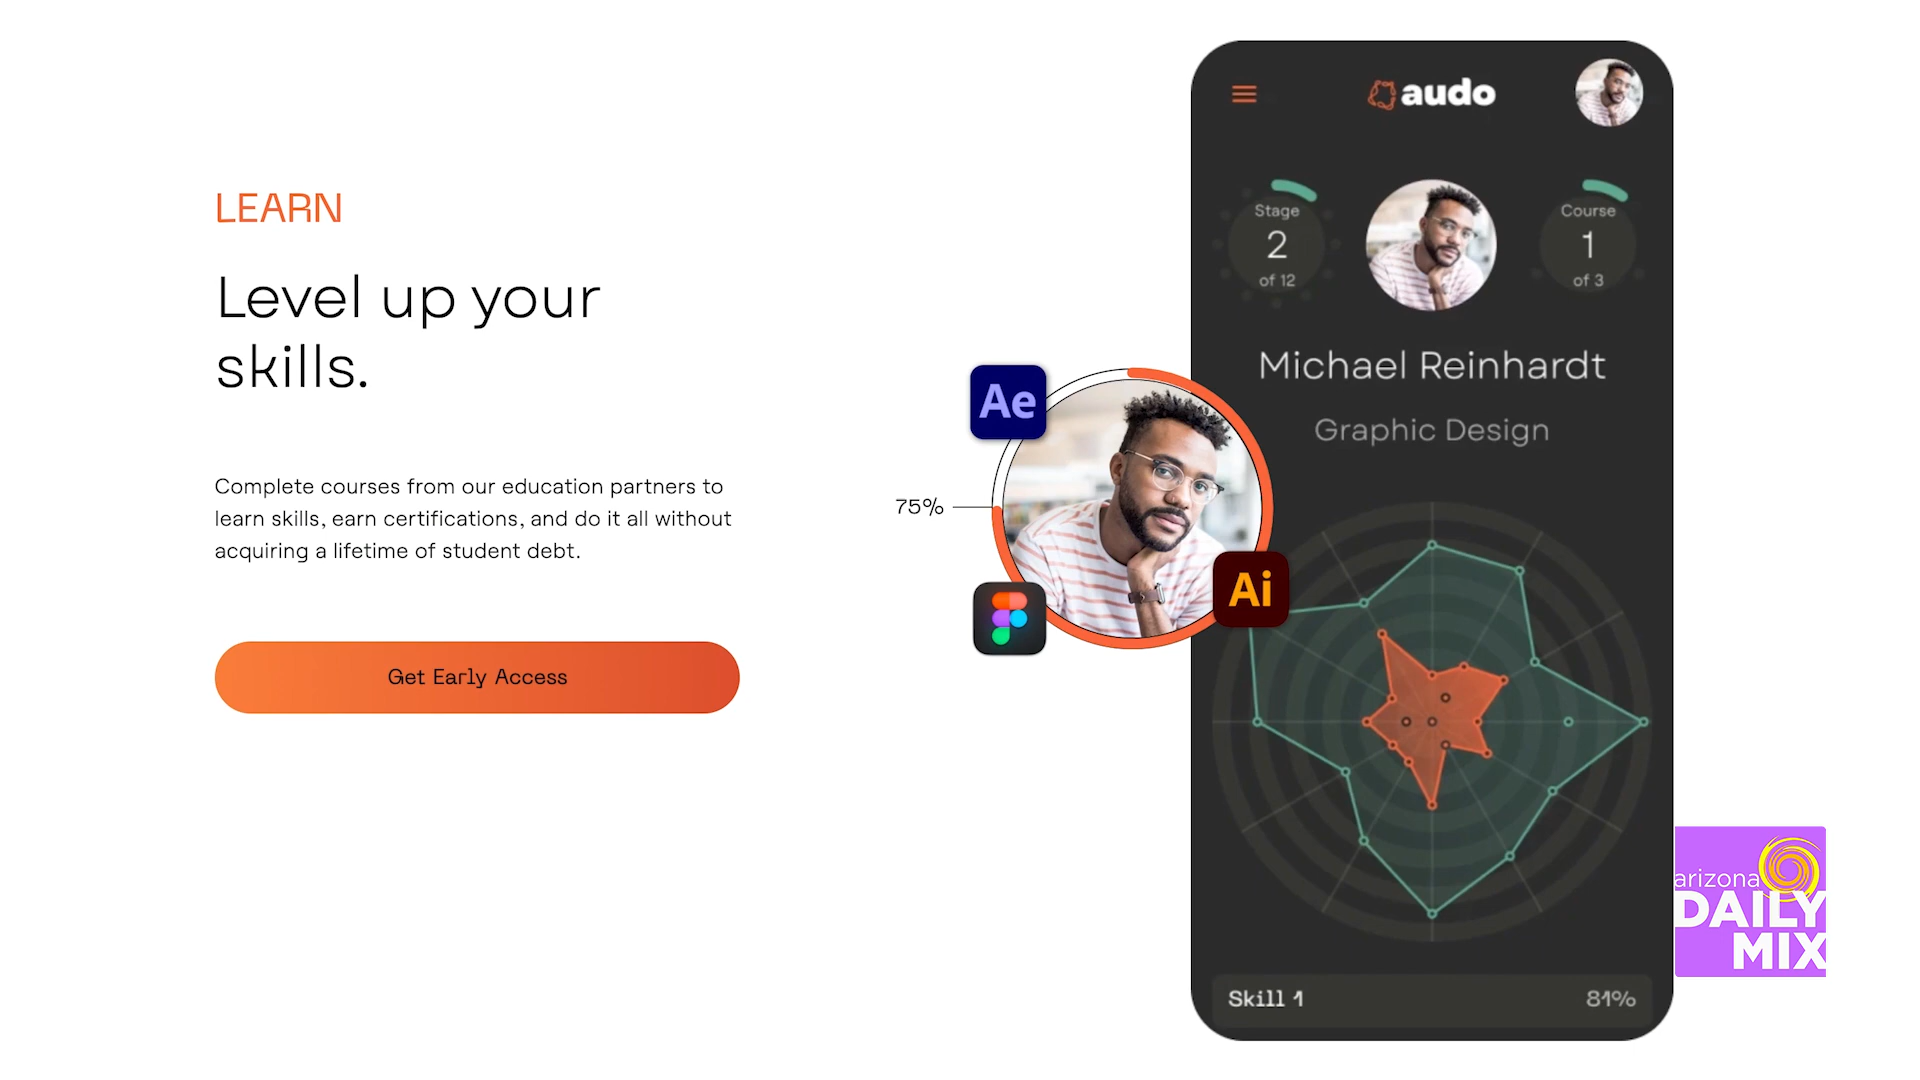 LEARN
Level up your
skills.
Complete courses from our education partners to
learn skills, earn certifications, and do it all without
acquiring a lifetime of student debt.
Get Early Access
75%
Ae
Ai
audo
Stage
2
of 12
Course
1
of 3
Michael Reinhardt
Graphic Design
Skill 1
81%
arizona
DAILY
MIX